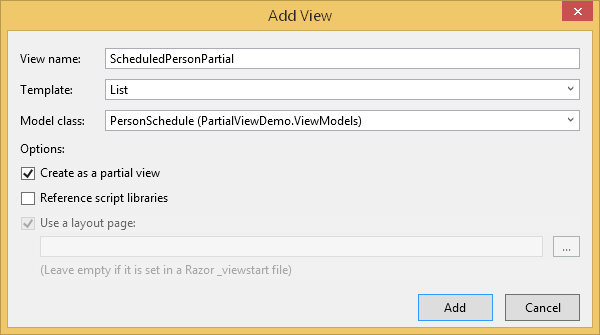 Add View
View name: ScheduledPersonPartial
Template: List
Model class: PersonSchedule (PartialViewDemo.ViewModels)
Options:
Create as a partial view
Reference script libraries
Use a layout page:
...
(Leave empty if it is set in a Razor _viewstart file)
Add Cancel